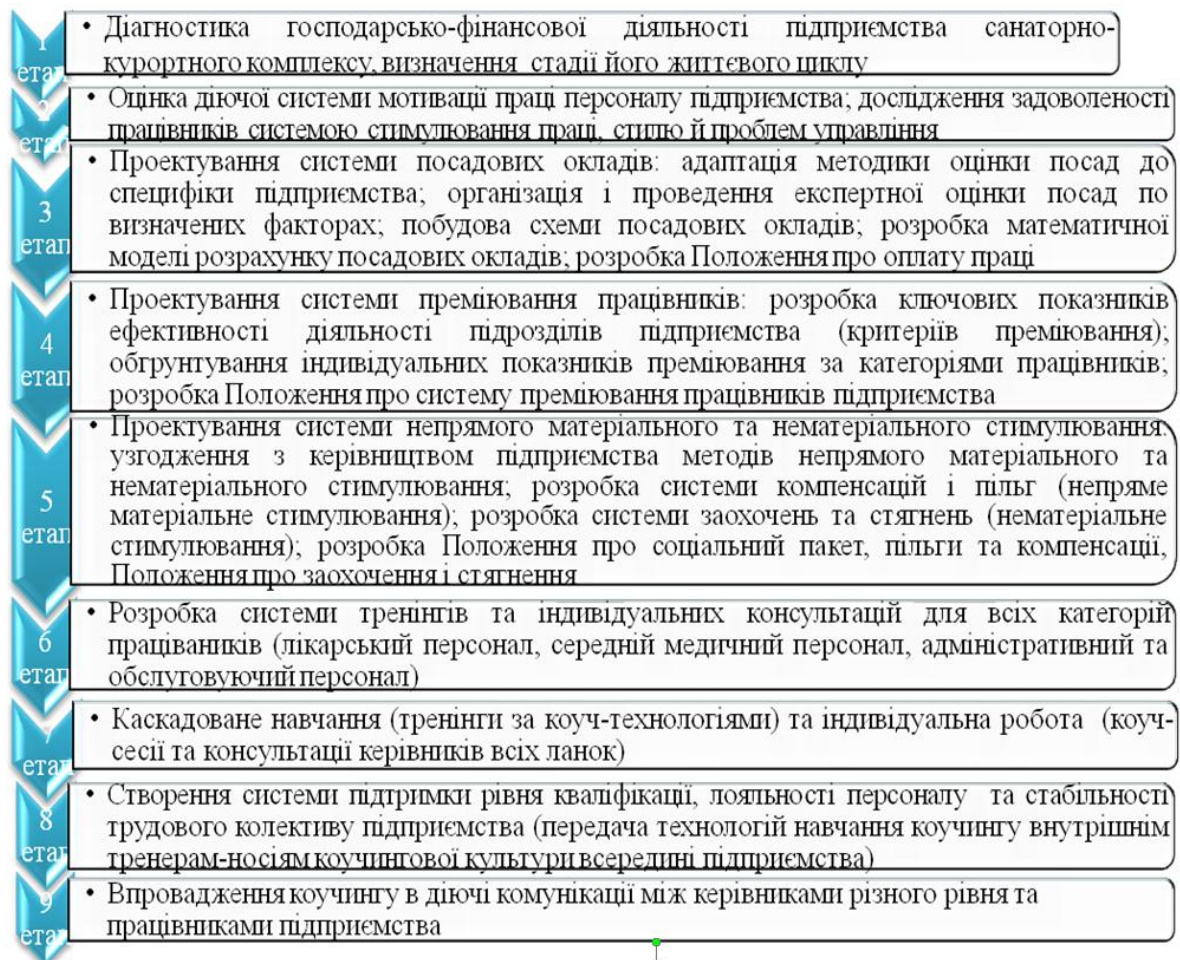 1
етап
• Діагностика господарсько-фінансової діяльності підприємства санаторно-
курортного комплексу, визначення стадії його життєвого циклу
2
етап
• Оцінка діючої системи мотивації праці персоналу підприємства; дослідження задоволеності
працівників системою стимулювання праці, стилю й проблем управління
3
етап
• Проектування системи посадових окладів: адаптація методики оцінки посад до
специфіки підприємства; організація і проведення експертної оцінки посад по
визначених факторах; побудова схеми посадових окладів; розробка математичної
моделі розрахунку посадових окладів; розробка Положення про оплату праці
4
етап
• Проектування системи преміювання працівників: розробка ключових показників
ефективності діяльності підрозділів підприємства (критеріїв преміювання);
обгрунтування індивідуальних показників преміювання за категоріями працівників;
розробка Положення про систему преміювання працівників підприємства
5
етап
• Проектування системи непрямого матеріального та нематеріального стимулювання:
узгодження з керівництвом підприємства методів непрямого матеріального та
нематеріального стимулювання; розробка системи компенсацій і пільг (непряме
матеріальне стимулювання); розробка системи заохочень та стягнень (нематеріальне
стимулювання); розробка Положення про соціальний пакет, пільги та компенсації,
Положення про заохочення і стягнення
6
етап
• Розробка системи тренінгів та індивідуальних консультацій для всіх категорій
праціваників (лікарський персонал, середній медичний персонал, адміністративний та
обслуговуючий персонал)
7
етап
• Каскадоване навчання (тренінги за коуч-технологіями) та індивідуальна робота (коуч-
сесії та консультації керівників всіх ланок)
8
етап
• Створення системи підтримки рівня кваліфікації, лояльності персоналу та стабільності
трудового колективу підприємства (передача технологій навчання коучингу внутрішнім
тренерам-носіям коучингової культури всередині підприємства)
9
етап
• Впровадження коучингу в діючі комунікації між керівниками різного рівня та
працівниками підприємства